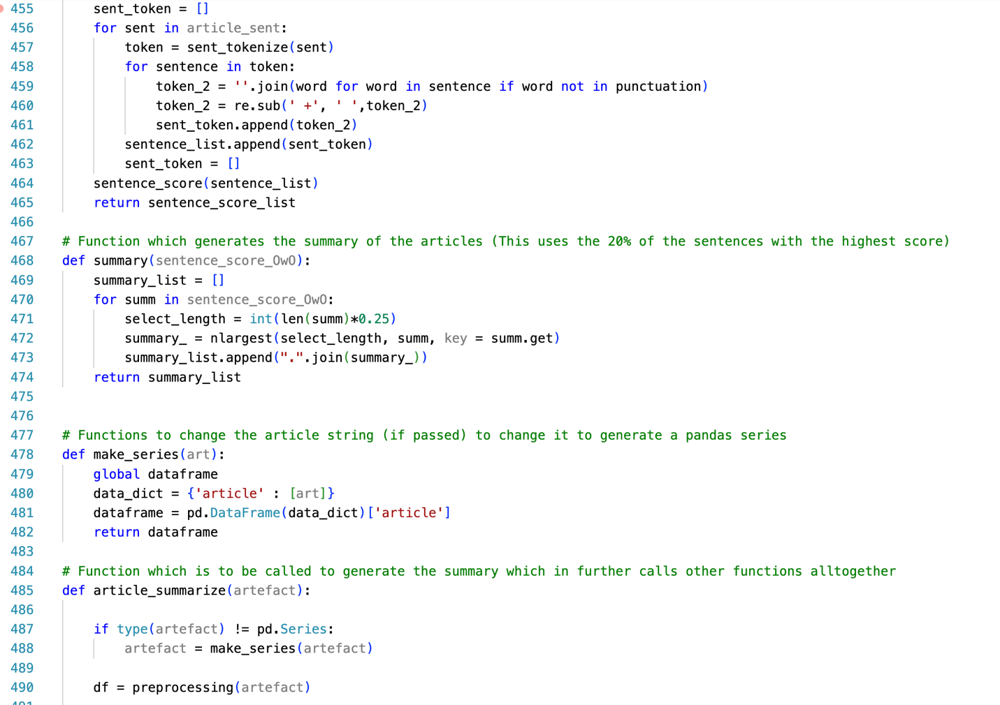 455 sent_token = []
456 for sent in article_sent:
457 token = sent_tokenize(sent)
458 for sentence in token:
459 token_2 = ''.join(word for word in sentence if word not in punctuation)
460 token_2 = re.sub(' +', ' ',token_2)
461 sent_token.append(token_2)
462 sentence_list.append(sent_token)
463 sent_token = []
464 sentence_score(sentence_list)
465 return sentence_score_list
466
467 # Function which generates the summary of the articles (This uses the 20% of the sentences with the highest score)
468 def summary(sentence_score_OwO):
469 summary_list = []
470 for summ in sentence_score_OwO:
471 select_length = int(len(summ)*0.25)
472 summary_ = nlargest(select_length, summ, key = summ.get)
473 summary_list.append(".".join(summary_))
474 return summary_list
475
476
477 # Functions to change the article string (if passed) to change it to generate a pandas series
478 def make_series(art):
479 global dataframe
480 data_dict = {'article' : [art]}
481 dataframe = pd.DataFrame(data_dict)['article']
482 return dataframe
483
484 # Function which is to be called to generate the summary which in further calls other functions alltogether
485 def article_summarize(artefact):
486
487 if type(artefact) != pd.Series:
488 artefact = make_series(artefact)
489
490 df = preprocessing(artefact)